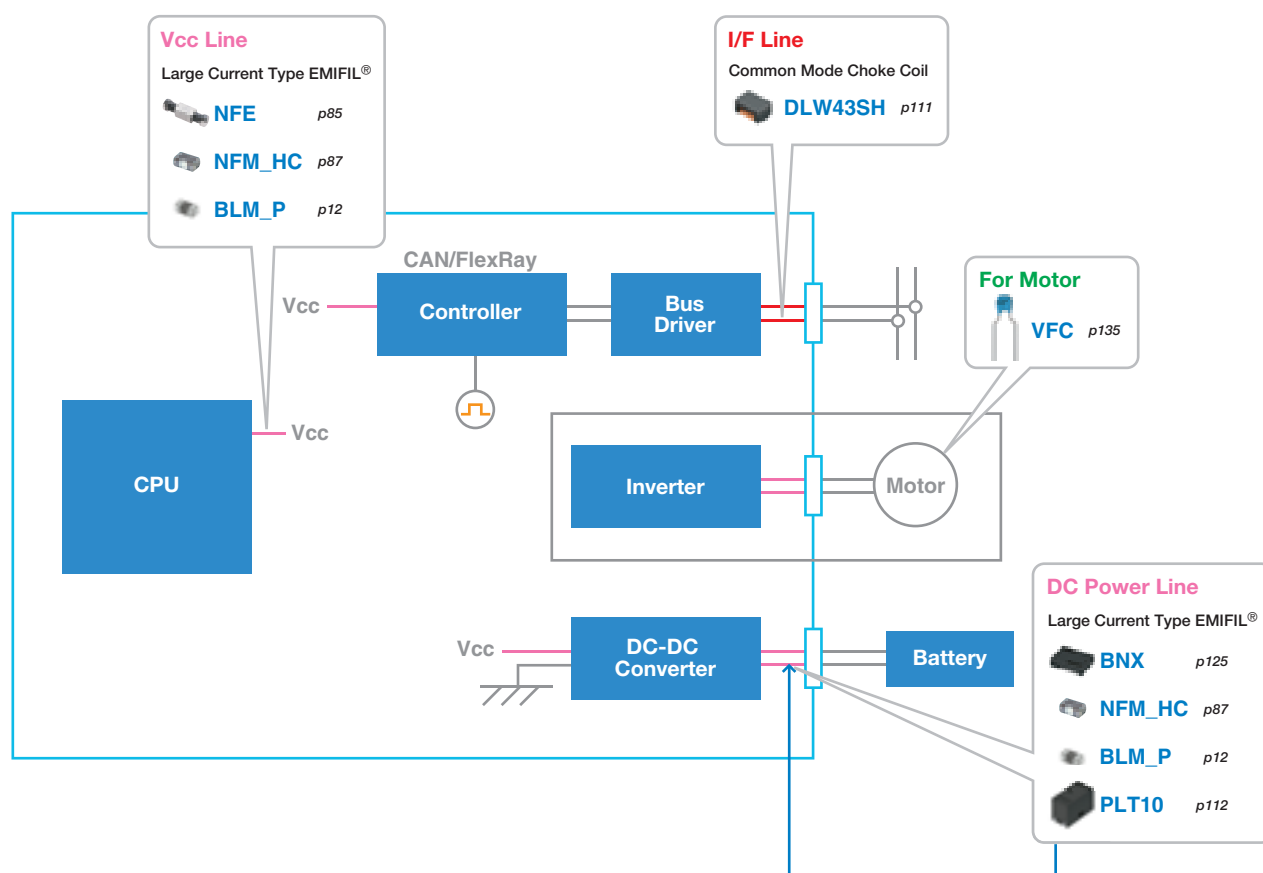 Vcc Line
Large Current Type EMIFIL®
NFE p85
NFM_HC p87
BLM_P p12
I/F Line
Common Mode Choke Coil
DLW43SH p111
CAN/FlexRay
Vcc
Controller
Bus
Driver
For Motor
VFC p135
CPU
Vcc
Inverter
Motor
Vcc
DC-DC
Converter
Battery
DC Power Line
Large Current Type EMIFIL®
BNX p125
NFM_HC p87
BLM_P p12
PLT10 p112